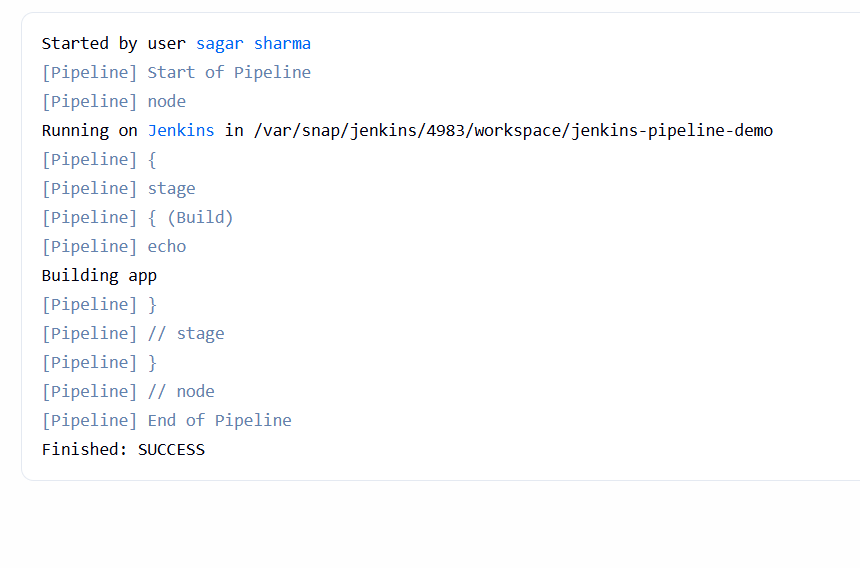 Started by user sagar sharma
[Pipeline] Start of Pipeline
[Pipeline] node
Running on Jenkins in /var/snap/jenkins/4983/workspace/jenkins-pipeline-demo
[Pipeline] {
[Pipeline] stage
[Pipeline] { (Build)
[Pipeline] echo
Building app
[Pipeline] }
[Pipeline] // stage
[Pipeline] }
[Pipeline] // node
[Pipeline] End of Pipeline
Finished: SUCCESS